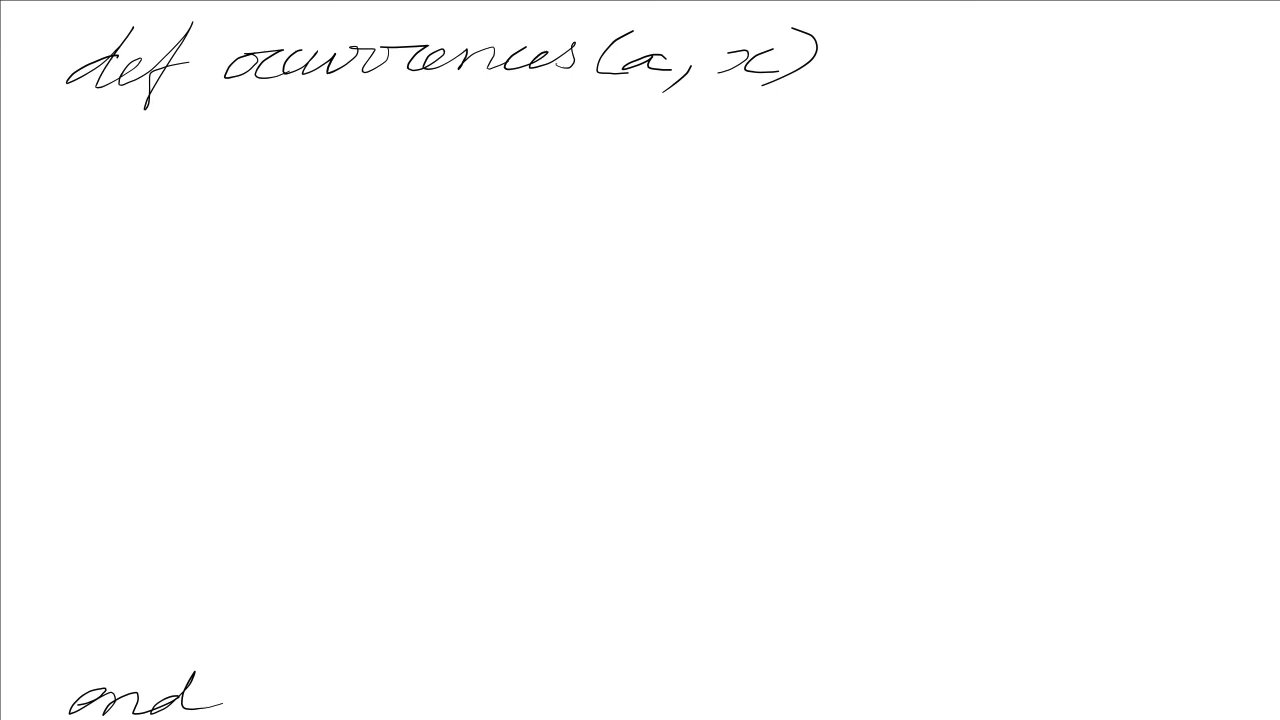 def occurrences(a, x)
end